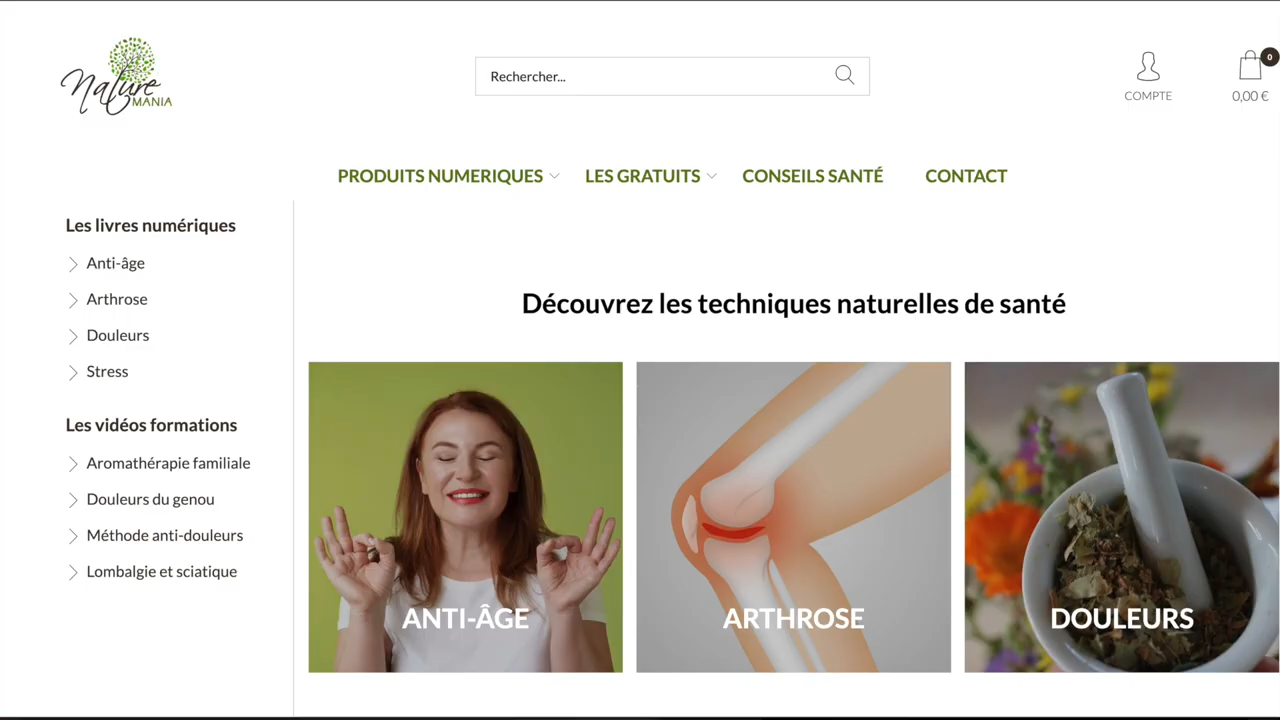 Nature
MANIA
Rechercher...
COMPTE
0
0,00 €
PRODUITS NUMERIQUES
LES GRATUITS
CONSEILS SANTÉ
CONTACT
Les livres numériques
Anti-âge
Arthrose
Douleurs
Stress
Les vidéos formations
Aromathérapie familiale
Douleurs du genou
Méthode anti-douleurs
Lombalgie et sciatique
Découvrez les techniques naturelles de santé
ANTI-ÂGE
ARTHROSE
DOULEURS